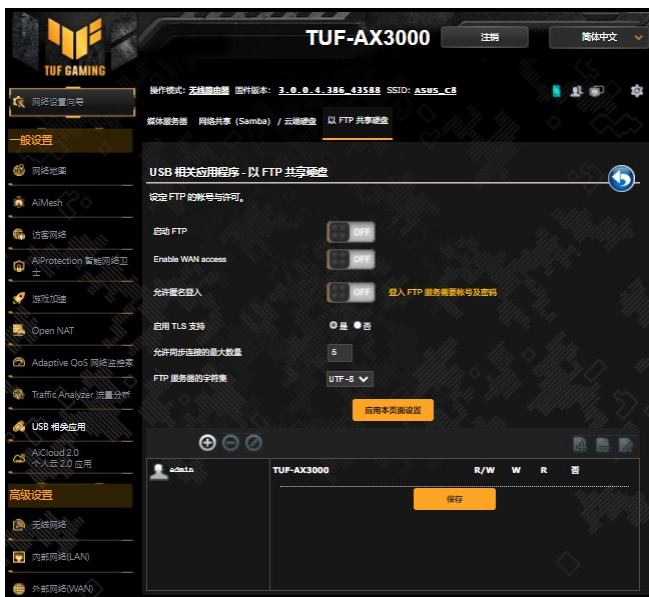 TUF GAMING
TUF-AX3000
注销
简体中文
操作模式: 无线路由器 固件版本: 3.0.0.4.386_43588 SSID: ASUS_C8
媒体服务器 网络共享 (Samba) / 云端硬盘 以 FTP 共享硬盘
网络设置向导
一般设置
网络地图
AiMesh
访客网络
AiProtection 智能网络卫士
游戏加速
Open NAT
Adaptive QoS 网络监控家
Traffic Analyzer 流量分析
USB 相关应用
AiCloud 2.0
个人云 2.0 应用
高级设置
无线网络
内部网络(LAN)
外部网络(WAN)
USB 相关应用程序 - 以 FTP 共享硬盘
设定 FTP 的帐号与许可。
启动 FTP
OFF
Enable WAN access
OFF
允许匿名登入
OFF
登入 FTP 服务需要帐号及密码
启用 TLS 支持
是 否
允许同步连接的最大数量
5
FTP 服务器的字符集
UTF-8
应用本页面设置
admin
TUF-AX3000
R/W W R 否
保存